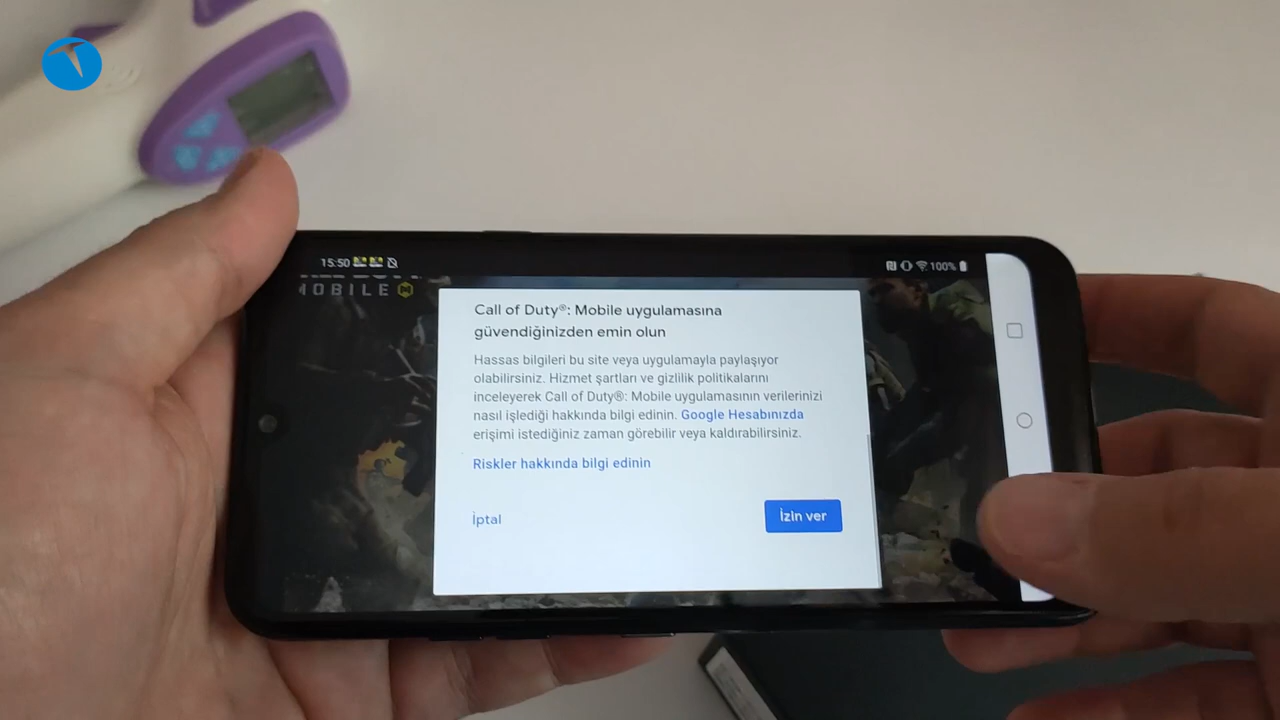 15:50
100%
MOBILE
Call of Duty®: Mobile uygulamasına
güvendiğinizden emin olun
Hassas bilgileri bu site veya uygulamayla paylaşıyor
olabilirsiniz. Hizmet şartları ve gizlilik politikalarını
inceleyerek Call of Duty®: Mobile uygulamasının verilerinizi
nasıl işlediği hakkında bilgi edinin. Google Hesabınızda
erişimi istediğiniz zaman görebilir veya kaldırabilirsiniz.
Riskler hakkında bilgi edinin
İptal
İzin ver